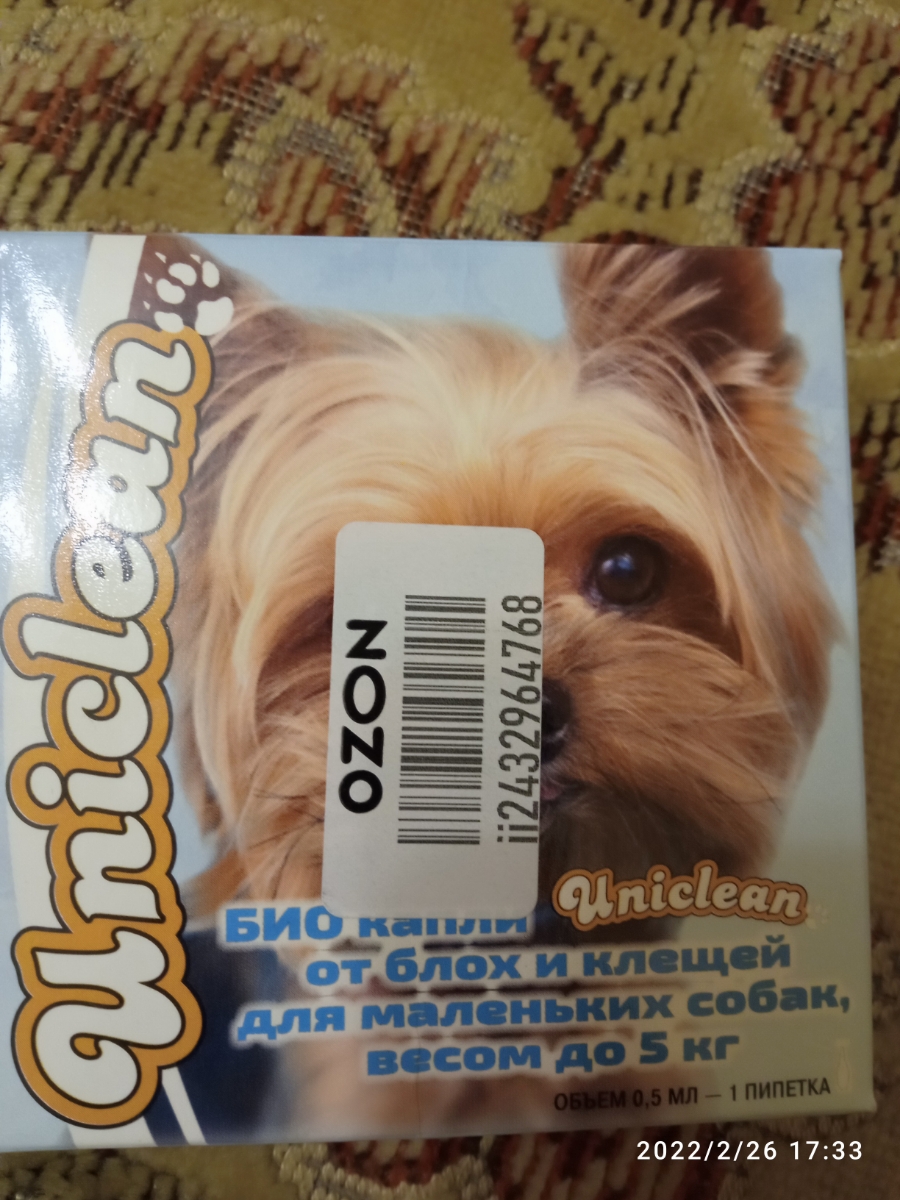 Uniclean
OZON
ii2432964768
Uniclean
БИО капли
от блох и клещей
для маленьких собак,
весом до 5 кг
ОБЪЕМ 0,5 МЛ — 1 ПИПЕТКА
2022/2/26 17:33